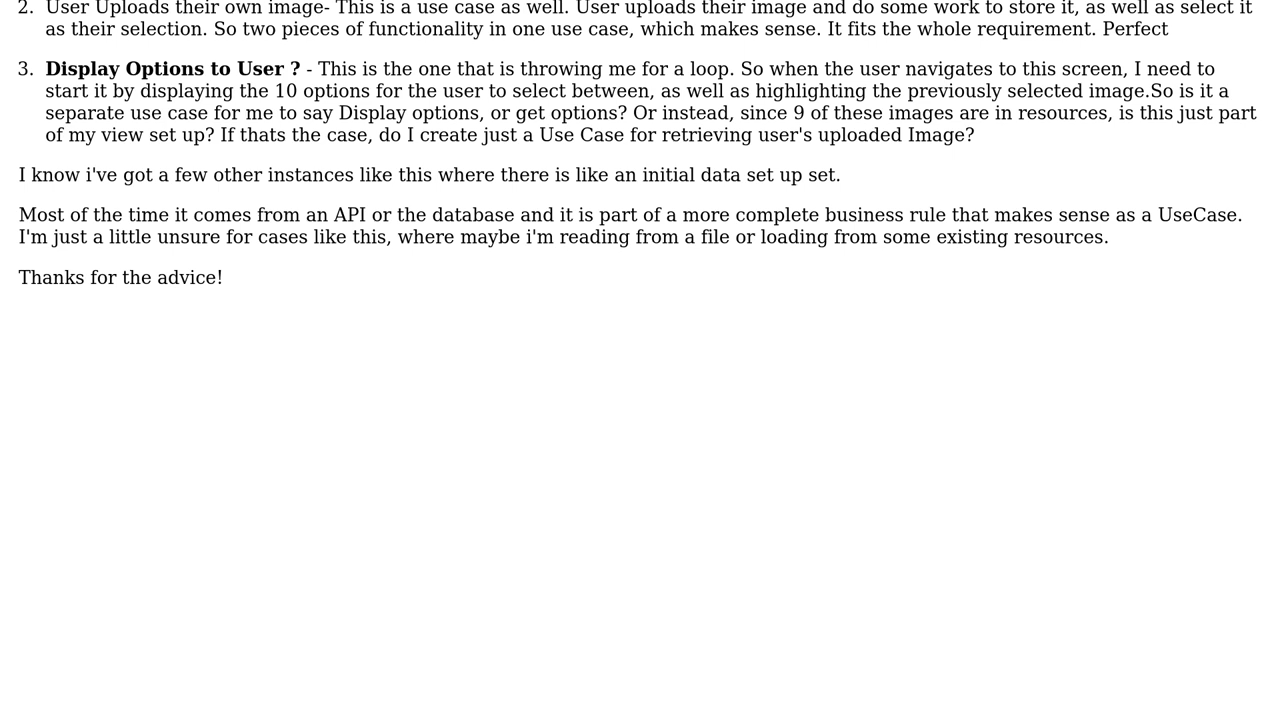 2. User Uploads their own image- This is a use case as well. User uploads their image and do some work to store it, as well as select it
as their selection. So two pieces of functionality in one use case, which makes sense. It fits the whole requirement. Perfect
3. Display Options to User ? - This is the one that is throwing me for a loop. So when the user navigates to this screen, I need to
start it by displaying the 10 options for the user to select between, as well as highlighting the previously selected image.So is it a
separate use case for me to say Display options, or get options? Or instead, since 9 of these images are in resources, is this just part
of my view set up? If thats the case, do I create just a Use Case for retrieving user's uploaded Image?
I know i've got a few other instances like this where there is like an initial data set up set.
Most of the time it comes from an API or the database and it is part of a more complete business rule that makes sense as a UseCase.
I'm just a little unsure for cases like this, where maybe i'm reading from a file or loading from some existing resources.
Thanks for the advice!